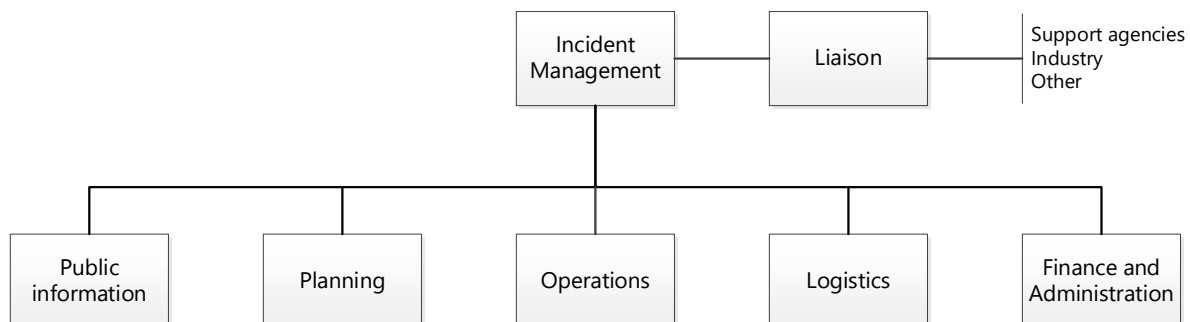 Incident
Management
Liaison
Support agencies
Industry
Other
Public
information
Planning
Operations
Logistics
Finance and
Administration